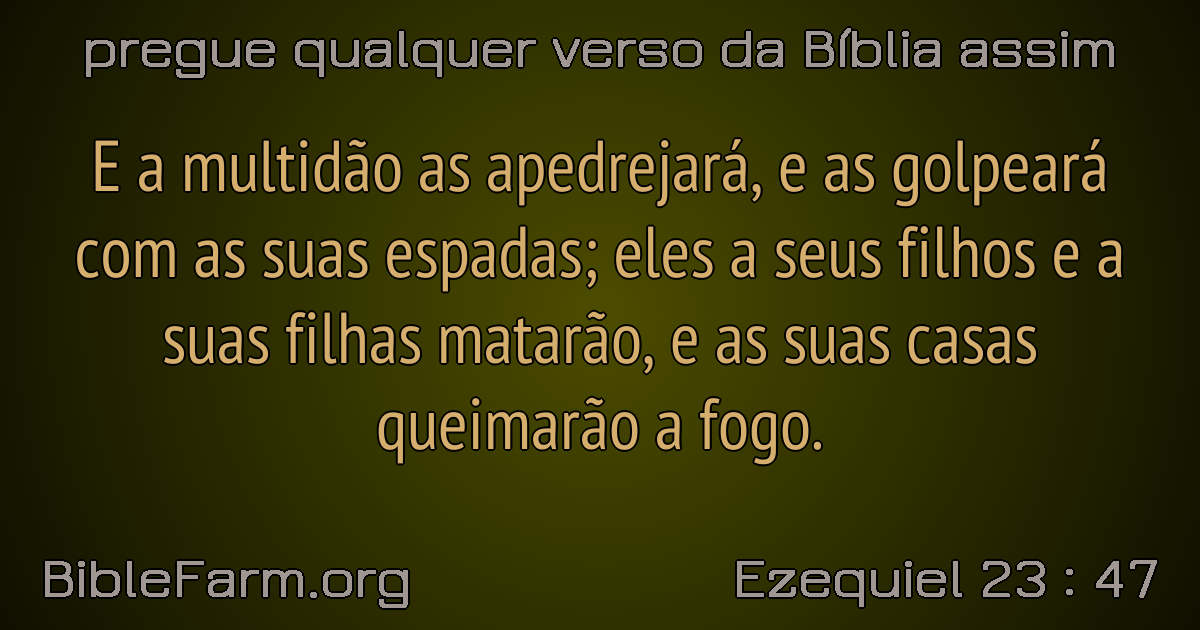 pregue qualquer verso da Bíblia assim
E a multidão as apedrejará, e as golpeará
com as suas espadas; eles a seus filhos e a
suas filhas matarão, e as suas casas
queimarão a fogo.
BibleFarm.org
Ezequiel 23 : 47